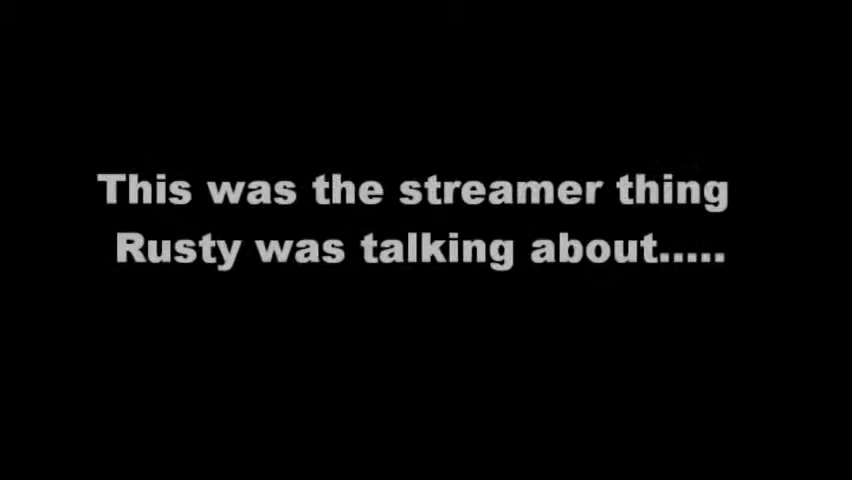 This was the streamer thing
Rusty was talking about.....